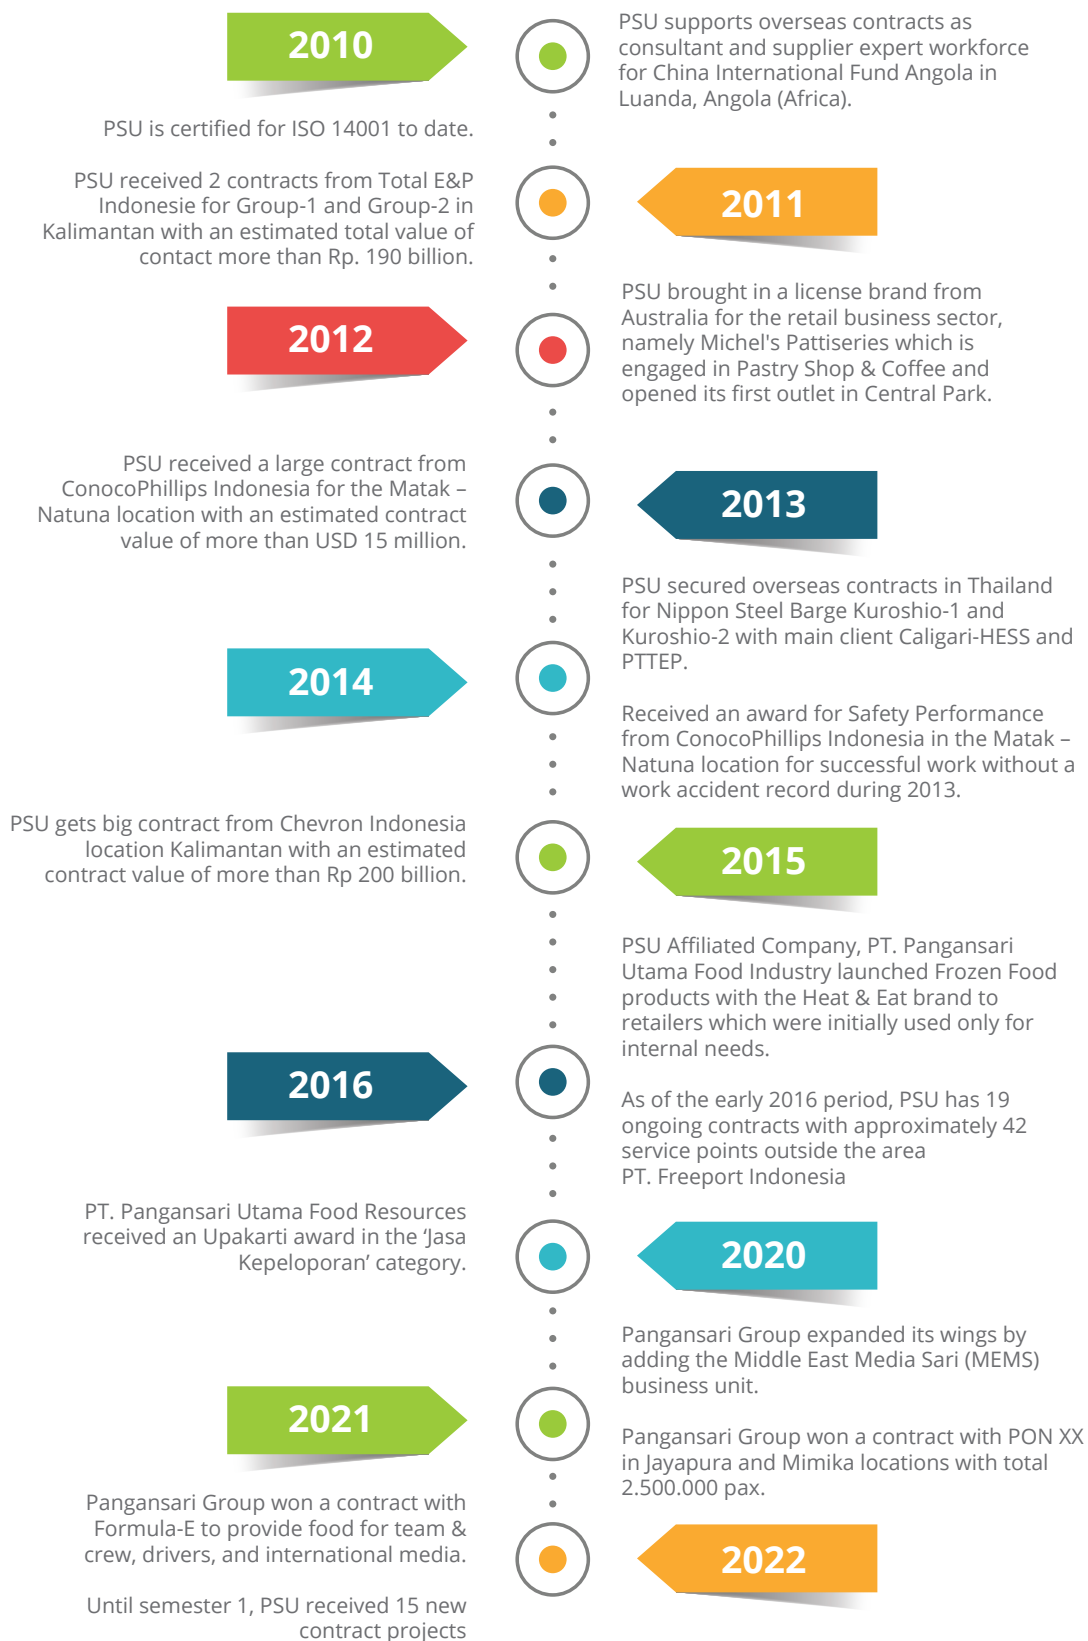 2010
PSU supports overseas contracts as
consultant and supplier expert workforce
for China International Fund Angola in
Luanda, Angola (Africa).
PSU is certified for ISO 14001 to date.
PSU received 2 contracts from Total E&P
Indonesie for Group-1 and Group-2 in
Kalimantan with an estimated total value of
contact more than Rp. 190 billion.
2011
2012
PSU brought in a license brand from
Australia for the retail business sector,
namely Michel's Pattiseries which is
engaged in Pastry Shop & Coffee and
opened its first outlet in Central Park.
PSU received a large contract from
ConocoPhillips Indonesia for the Matak –
Natuna location with an estimated contract
value of more than USD 15 million.
2013
2014
PSU secured overseas contracts in Thailand
for Nippon Steel Barge Kuroshio-1 and
Kuroshio-2 with main client Caligari-HESS and
PTTEP.
Received an award for Safety Performance
from ConocoPhillips Indonesia in the Matak –
Natuna location for successful work without a
work accident record during 2013.
PSU gets big contract from Chevron Indonesia
location Kalimantan with an estimated
contract value of more than Rp 200 billion.
2015
2016
PSU Affiliated Company, PT. Pangansari
Utama Food Industry launched Frozen Food
products with the Heat & Eat brand to
retailers which were initially used only for
internal needs.
As of the early 2016 period, PSU has 19
ongoing contracts with approximately 42
service points outside the area
PT. Freeport Indonesia
PT. Pangansari Utama Food Resources
received an Upakarti award in the ‘Jasa
Kepeloporan’ category.
2020
2021
Pangansari Group expanded its wings by
adding the Middle East Media Sari (MEMS)
business unit.
Pangansari Group won a contract with PON XX
in Jayapura and Mimika locations with total
2.500.000 pax.
Pangansari Group won a contract with
Formula-E to provide food for team &
crew, drivers, and international media.
Until semester 1, PSU received 15 new
contract projects
2022